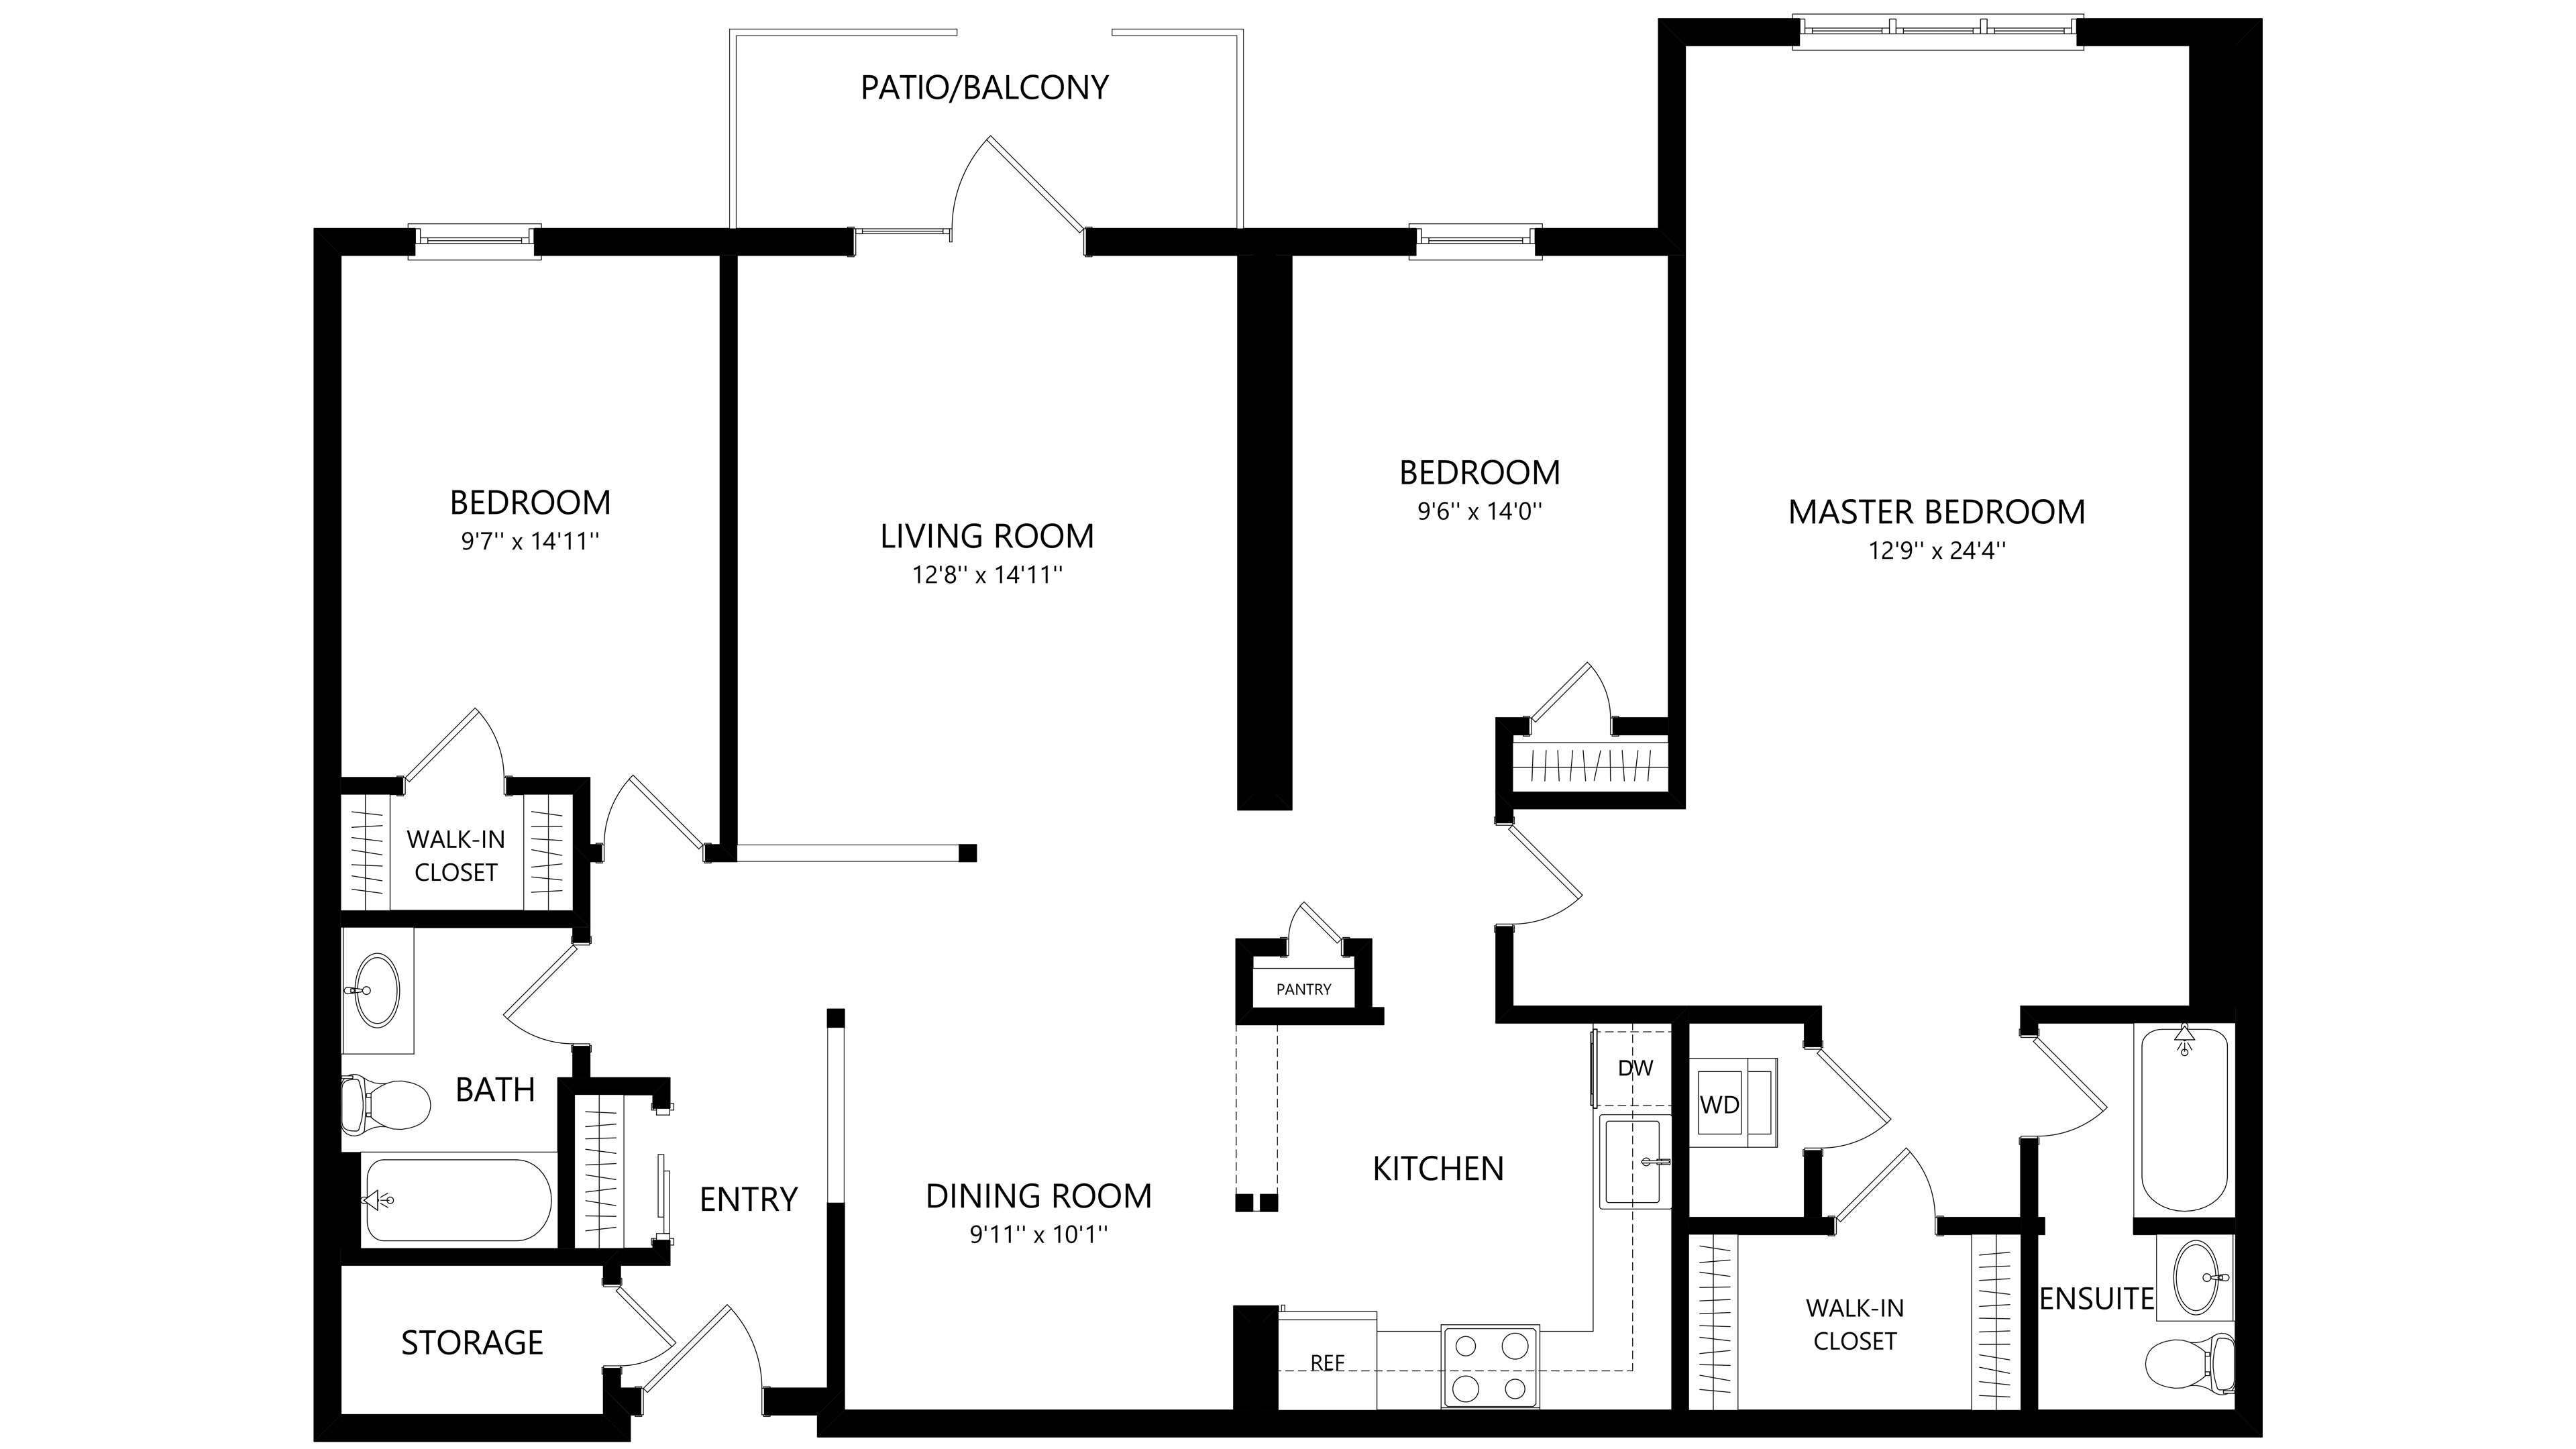 PATIO/BALCONY
BEDROOM
9'7'' x 14'11''
LIVING ROOM
12'8'' x 14'11''
BEDROOM
9'6'' x 14'0''
MASTER BEDROOM
12'9'' x 24'4''
WALK-IN
CLOSET
PANTRY
BATH
DW
WD
ENTRY
DINING ROOM
9'11'' x 10'1''
KITCHEN
STORAGE
REF
WALK-IN
CLOSET
ENSUITE